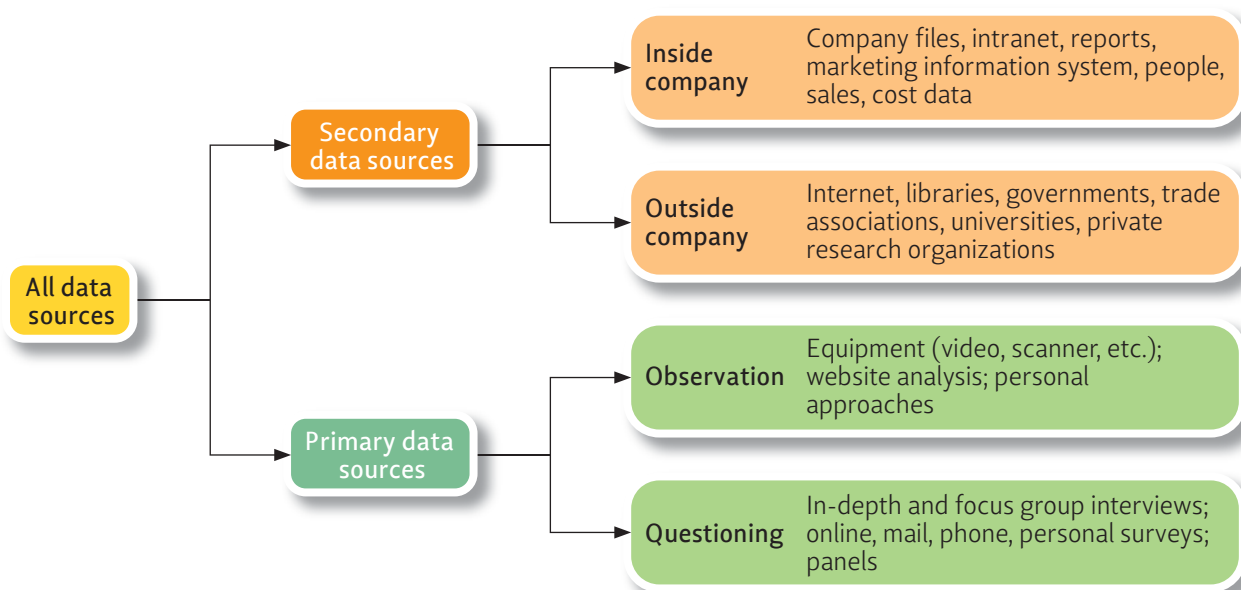 Inside
company
Company files, intranet, reports,
marketing information system, people,
sales, cost data
Secondary
data sources
Outside
company
Internet, libraries, governments, trade
associations, universities, private
research organizations
All data
sources
Observation
Equipment (video, scanner, etc.);
website analysis; personal
approaches
Primary data
sources
Questioning
In-depth and focus group interviews;
online, mail, phone, personal surveys;
panels